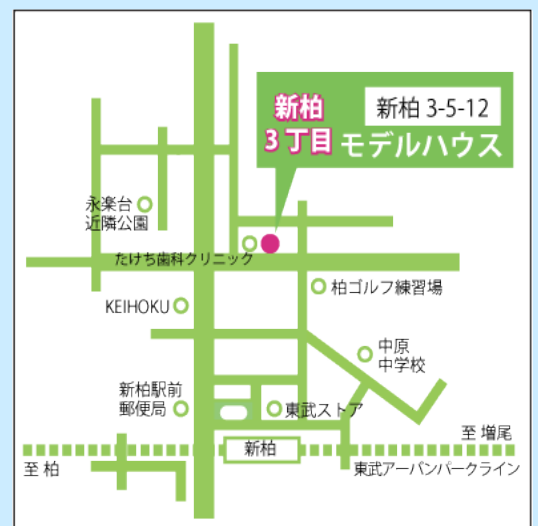 新柏
3丁目
新柏 3-5-12
モデルハウス
永楽台
近隣公園
たけち歯科クリニック
柏ゴルフ練習場
KEIHOKU
中原
中学校
新柏駅前
郵便局
東武ストア
至 増尾
新柏
至 柏
東武アーバンパークライン